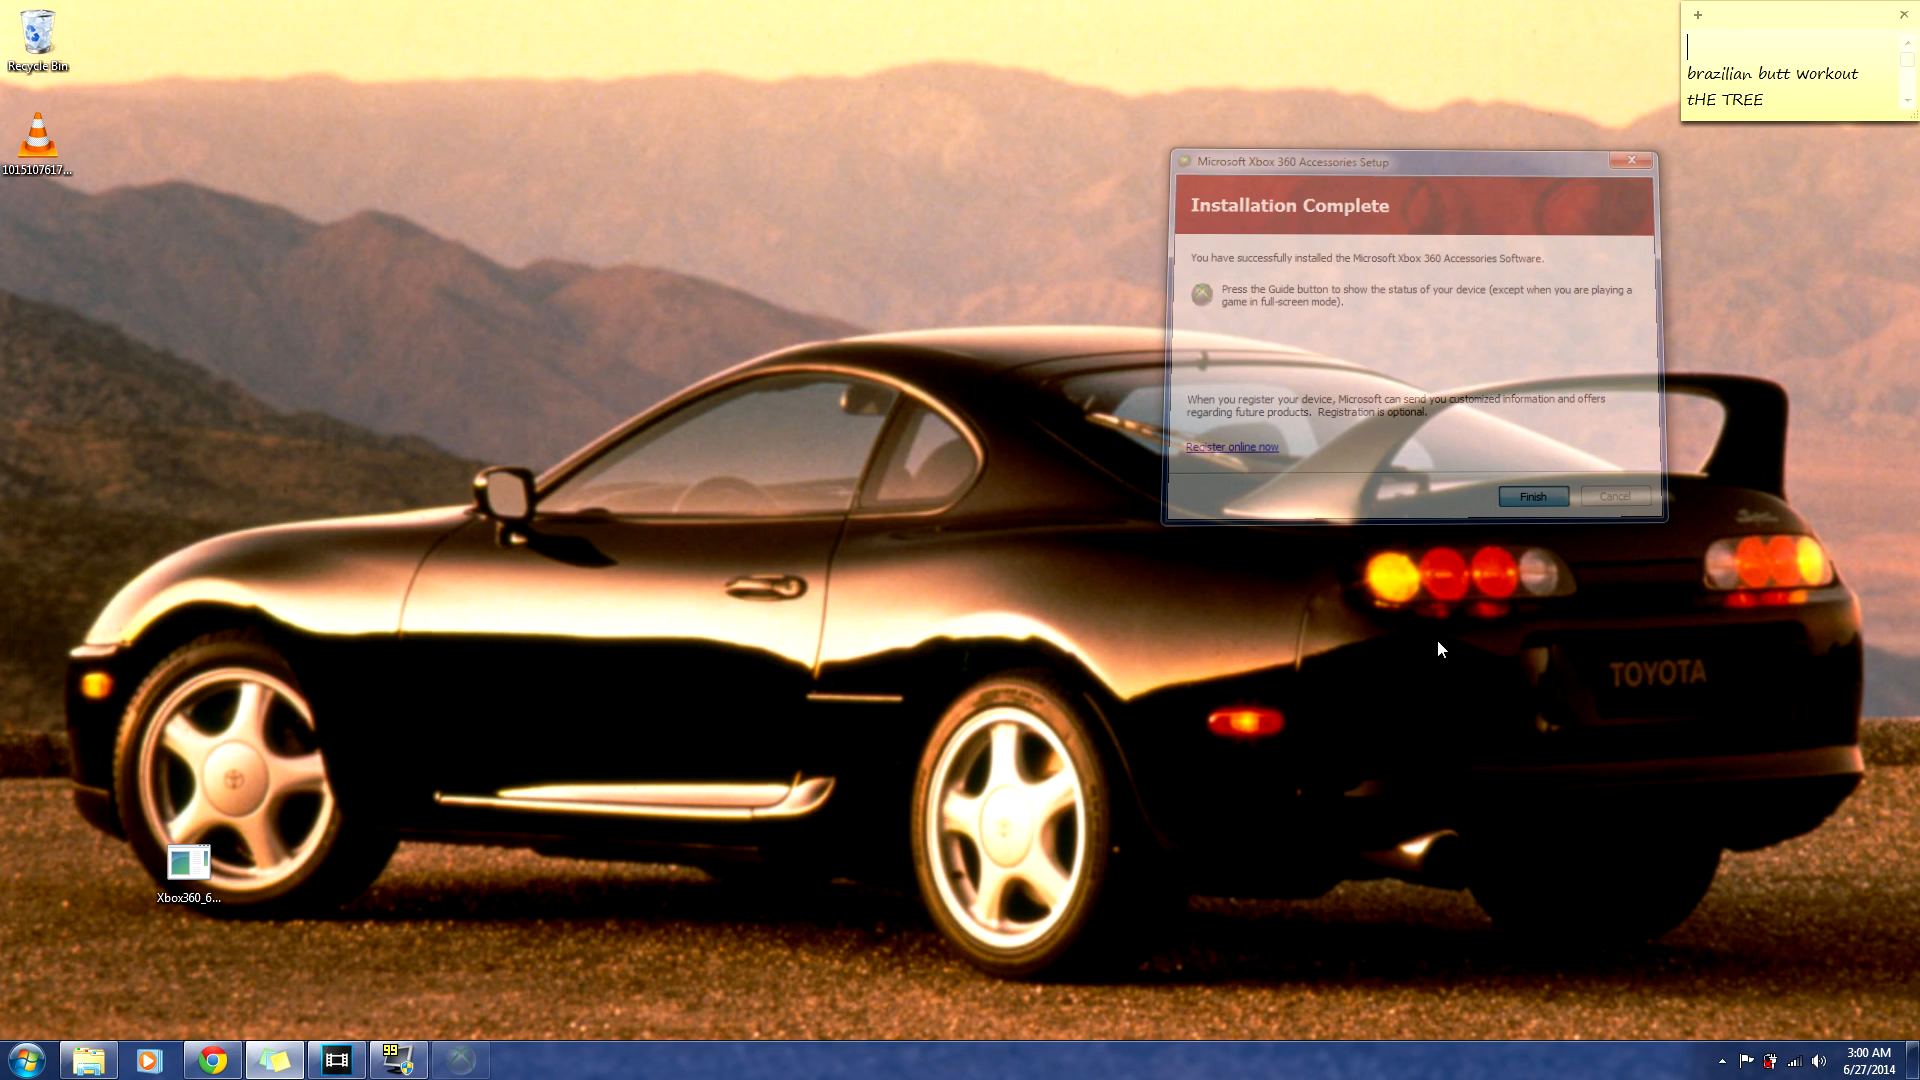 Recycle Bin
1015107617...
brazilian butt workout
tHE TREE
Microsoft Xbox 360 Accessories Setup
Installation Complete
You have successfully installed the Microsoft Xbox 360 Accessories Software.
Press the Guide button to show the status of your device (except when you are playing a
game in full-screen mode).
When you register your device, Microsoft can send you customized information and offers
regarding future products. Registration is optional.
Register online now
Finish
Cancel
Supra
TOYOTA
Xbox360_6...
99
3:00 AM
6/27/2014